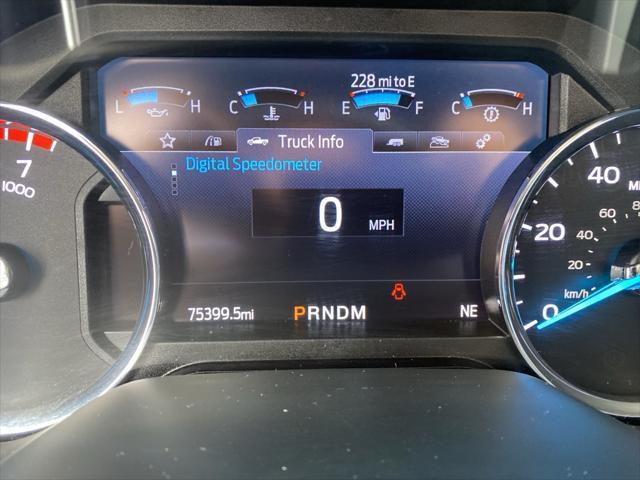 228 mi to E
L H C H E F C H
Truck Info
Digital Speedometer
0 MPH
75399.5mi PRNDM NE
7
1000
40
20
0
80
60
40
20
km/h